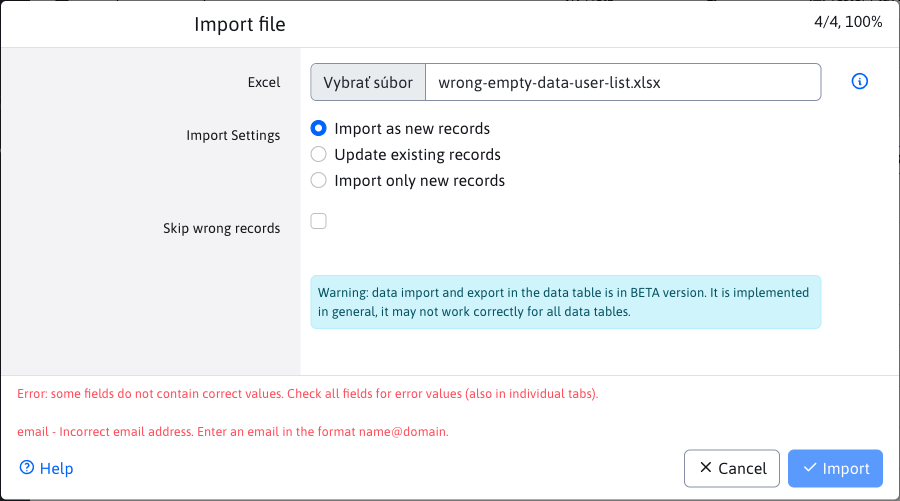 Import file
4/4, 100%
Excel
Vybrať súbor
wrong-empty-data-user-list.xlsx
Import Settings
Import as new records
Update existing records
Import only new records
Skip wrong records
Warning: data import and export in the data table is in BETA version. It is implemented
in general, it may not work correctly for all data tables.
Error: some fields do not contain correct values. Check all fields for error values (also in individual tabs).
email - Incorrect email address. Enter an email in the format name@domain.
Help
Cancel
Import